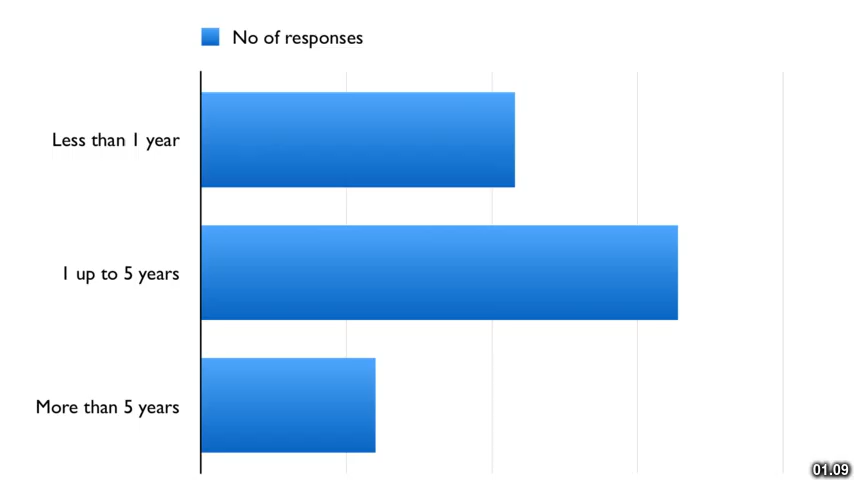 No of responses
Less than 1 year
1 up to 5 years
More than 5 years
01.09